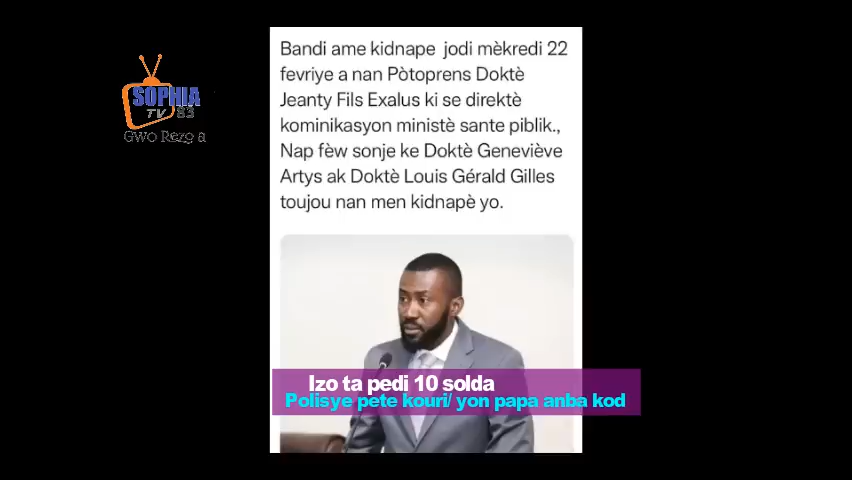 SOPHIA
TV 83
Gwo Rezo a
Bandi ame kidnape jodi mèkredi 22
fevriye a nan Pòtoprens Doktè
Jeanty Fils Exalus ki se direktè
kominikasyon ministè sante piblik.,
Nap fèw sonje ke Doktè Geneviève
Artys ak Doktè Louis Gérald Gilles
toujou nan men kidnapè yo.
Izo ta pedi 10 solda
Polisye pete kouri/ yon papa anba kod